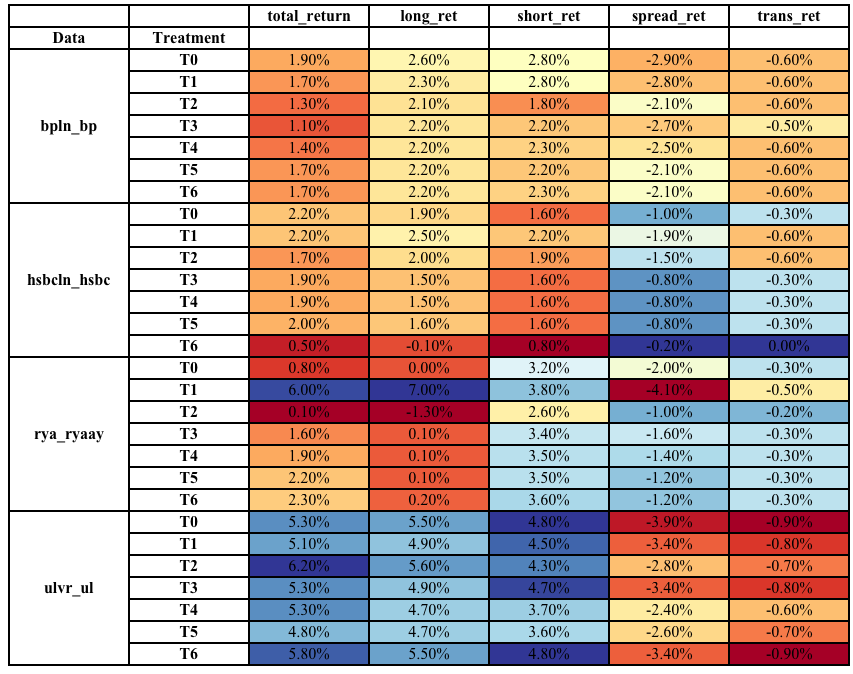 total_return long_ret short_ret spread_ret trans_ret
Data Treatment
T0 1.90% 2.60% 2.80% -2.90% -0.60%
T1 1.70% 2.30% 2.80% -2.80% -0.60%
T2 1.30% 2.10% 1.80% -2.10% -0.60%
bpln_bp T3 1.10% 2.20% 2.20% -2.70% -0.50%
T4 1.40% 2.20% 2.30% -2.50% -0.60%
T5 1.70% 2.20% 2.20% -2.10% -0.60%
T6 1.70% 2.20% 2.30% -2.10% -0.60%
T0 2.20% 1.90% 1.60% -1.00% -0.30%
T1 2.20% 2.50% 2.20% -1.90% -0.60%
T2 1.70% 2.00% 1.90% -1.50% -0.60%
hsbcln_hsbc T3 1.90% 1.50% 1.60% -0.80% -0.30%
T4 1.90% 1.50% 1.60% -0.80% -0.30%
T5 2.00% 1.60% 1.60% -0.80% -0.30%
T6 0.50% -0.10% 0.80% -0.20% 0.00%
T0 0.80% 0.00% 3.20% -2.00% -0.30%
T1 6.00% 7.00% 3.80% -4.10% -0.50%
T2 0.10% -1.30% 2.60% -1.00% -0.20%
rya_ryaay T3 1.60% 0.10% 3.40% -1.60% -0.30%
T4 1.90% 0.10% 3.50% -1.40% -0.30%
T5 2.20% 0.10% 3.50% -1.20% -0.30%
T6 2.30% 0.20% 3.60% -1.20% -0.30%
T0 5.30% 5.50% 4.80% -3.90% -0.90%
T1 5.10% 4.90% 4.50% -3.40% -0.80%
T2 6.20% 5.60% 4.30% -2.80% -0.70%
ulvr_ul T3 5.30% 4.90% 4.70% -3.40% -0.80%
T4 5.30% 4.70% 3.70% -2.40% -0.60%
T5 4.80% 4.70% 3.60% -2.60% -0.70%
T6 5.80% 5.50% 4.80% -3.40% -0.90%